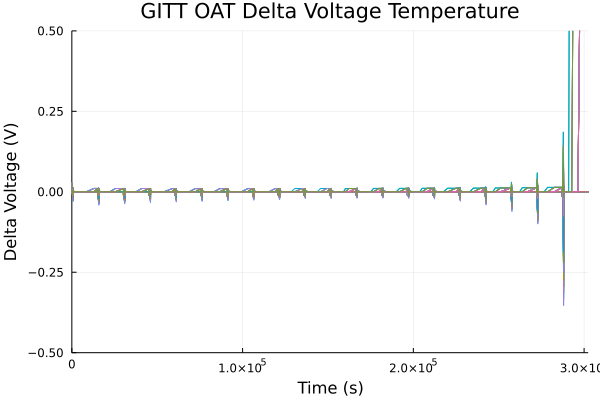 GITT OAT Delta Voltage Temperature
0.50
0.25
0.00
−0.25
−0.50
Delta Voltage (V)
0 1.0×10⁵ 2.0×10⁵ 3.0×10
Time (s)